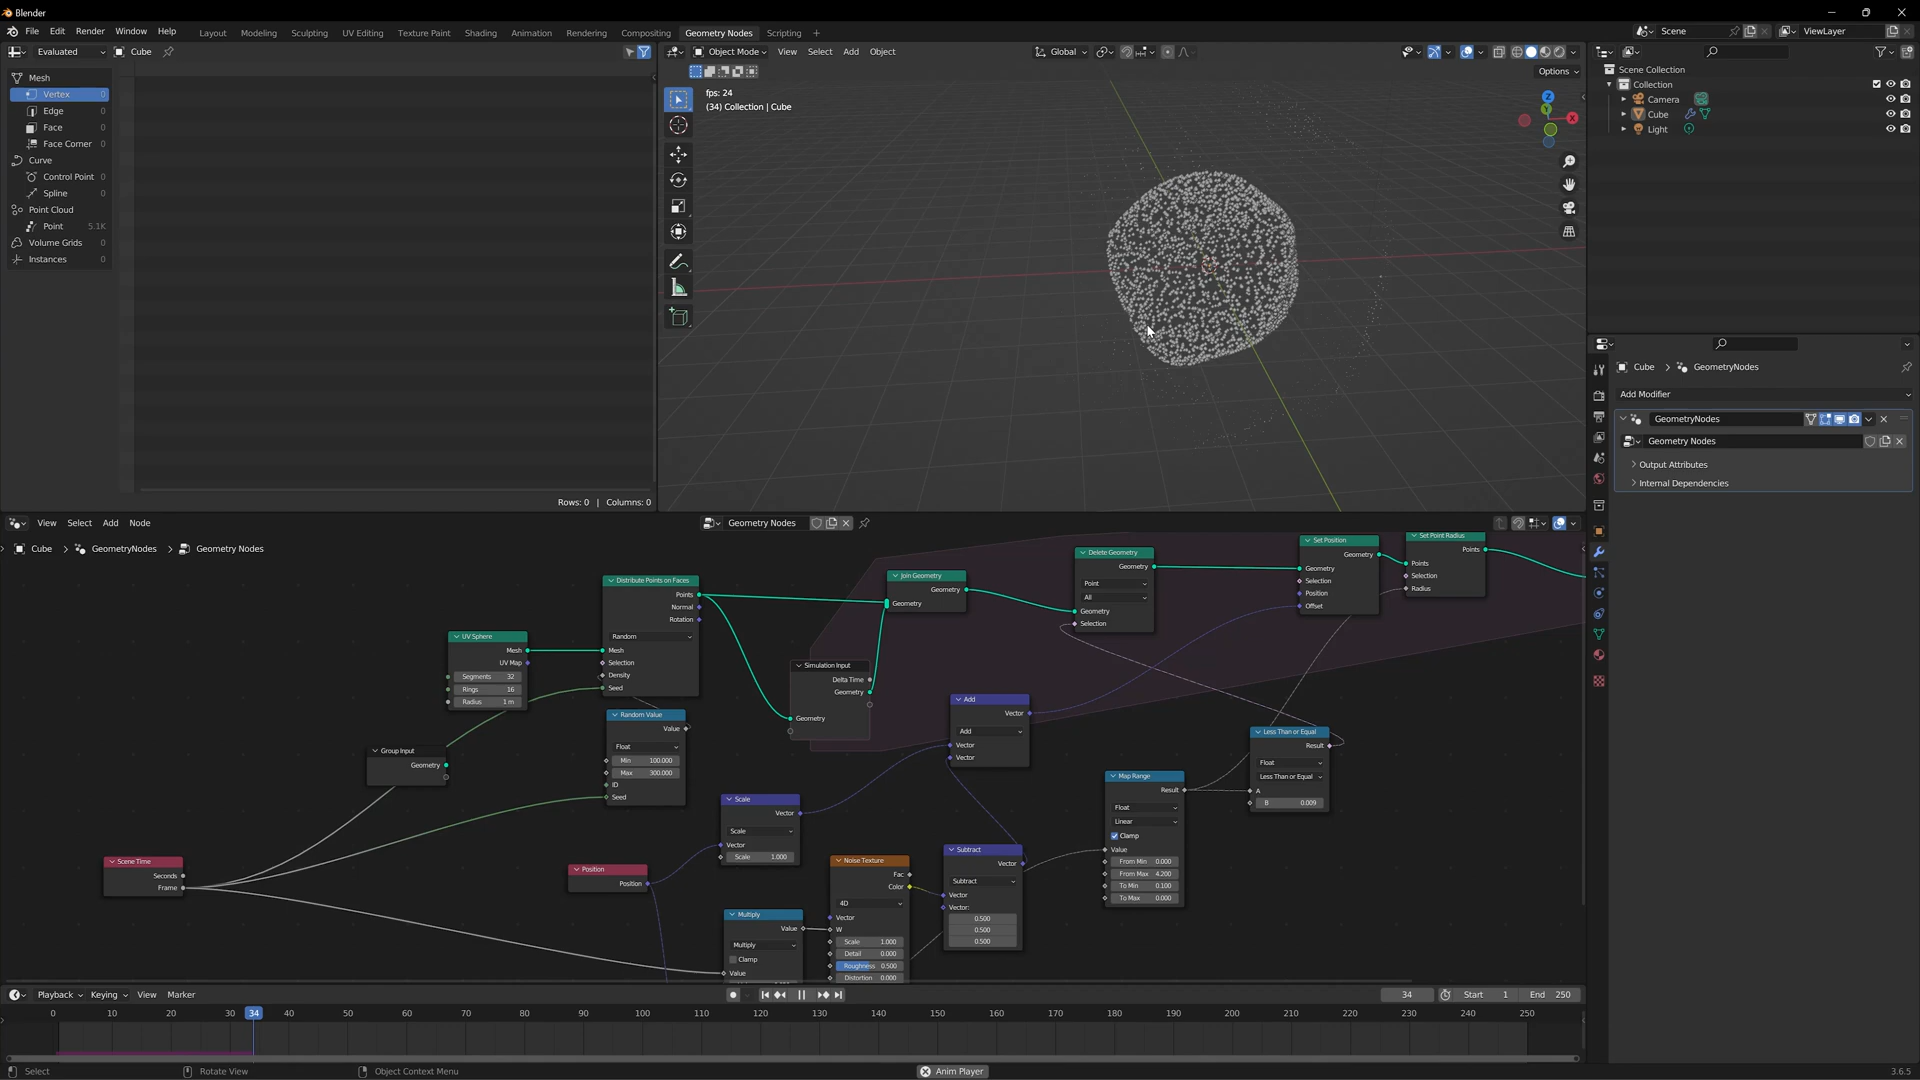 Blender
File Edit Render Window Help
Layout Modeling Sculpting UV Editing Texture Paint Shading Animation Rendering Compositing Geometry Nodes Scripting +
Scene ViewLayer
Evaluated Cube
Mesh
Vertex 0
Edge 0
Face 0
Face Corner 0
Curve
Control Point 0
Spline 0
Point Cloud
Point 5.1K
Volume Grids 0
Instances 0
Rows: 0 | Columns: 0
Object Mode View Select Add Object Global
Options
fps: 24
(34) Collection | Cube
Z
Y
X
Scene Collection
Collection
Camera
Cube
Light
Cube > GeometryNodes
Add Modifier
GeometryNodes
Geometry Nodes
Output Attributes
Internal Dependencies
View Select Add Node Geometry Nodes
Cube > GeometryNodes > Geometry Nodes
UV Sphere
Mesh
UV Map
Segments 32
Rings 16
Radius 1 m
Group Input
Geometry
Scene Time
Seconds
Frame
Distribute Points on Faces
Points
Normal
Rotation
Random
Mesh
Selection
Density
Seed
Random Value
Value
Float
Min 100.000
Max 300.000
ID
Seed
Position
Position
Simulation Input
Delta Time
Geometry
Geometry
Join Geometry
Geometry
Geometry
Scale
Vector
Scale
Vector
Scale 1.000
Multiply
Value
Multiply
Clamp
Value
Noise Texture
Fac
Color
4D
Vector
W
Scale 1.000
Detail 0.000
Roughness 0.500
Distortion 0.000
Add
Vector
Add
Vector
Vector
Subtract
Vector
Subtract
Vector
Vector:
0.500
0.500
0.500
Delete Geometry
Geometry
Point
All
Geometry
Selection
Map Range
Result
Float
Linear
Clamp
Value
From Min 0.000
From Max 4.200
To Min 0.100
To Max 0.000
Less Than or Equal
Result
Float
Less Than or Equal
A
B 0.009
Set Position
Geometry
Geometry
Selection
Position
Offset
Set Point Radius
Points
Points
Selection
Radius
Playback Keying View Marker
34 Start 1 End 250
0 10 20 30 34 40 50 60 70 80 90 100 110 120 130 140 150 160 170 180 190 200 210 220 230 240 250
Select Rotate View Object Context Menu Anim Player 3.6.5